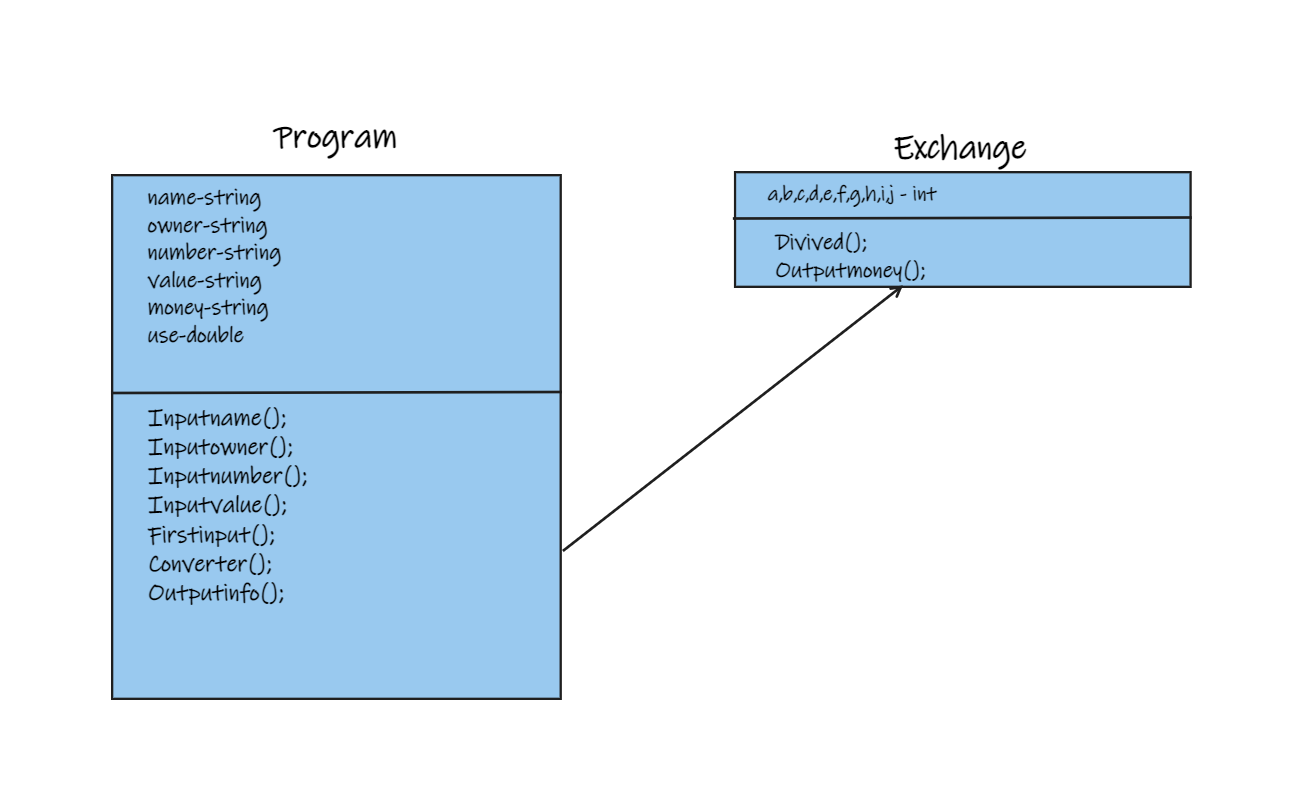 Program
name-string
owner-string
number-string
value-string
money-string
use-double
Inputname();
Inputowner();
Inputnumber();
Inputvalue();
Firstinput();
Converter();
Outputinfo();
Exchange
a,b,c,d,e,f,g,h,i,j - int
Divived();
Outputmoney();